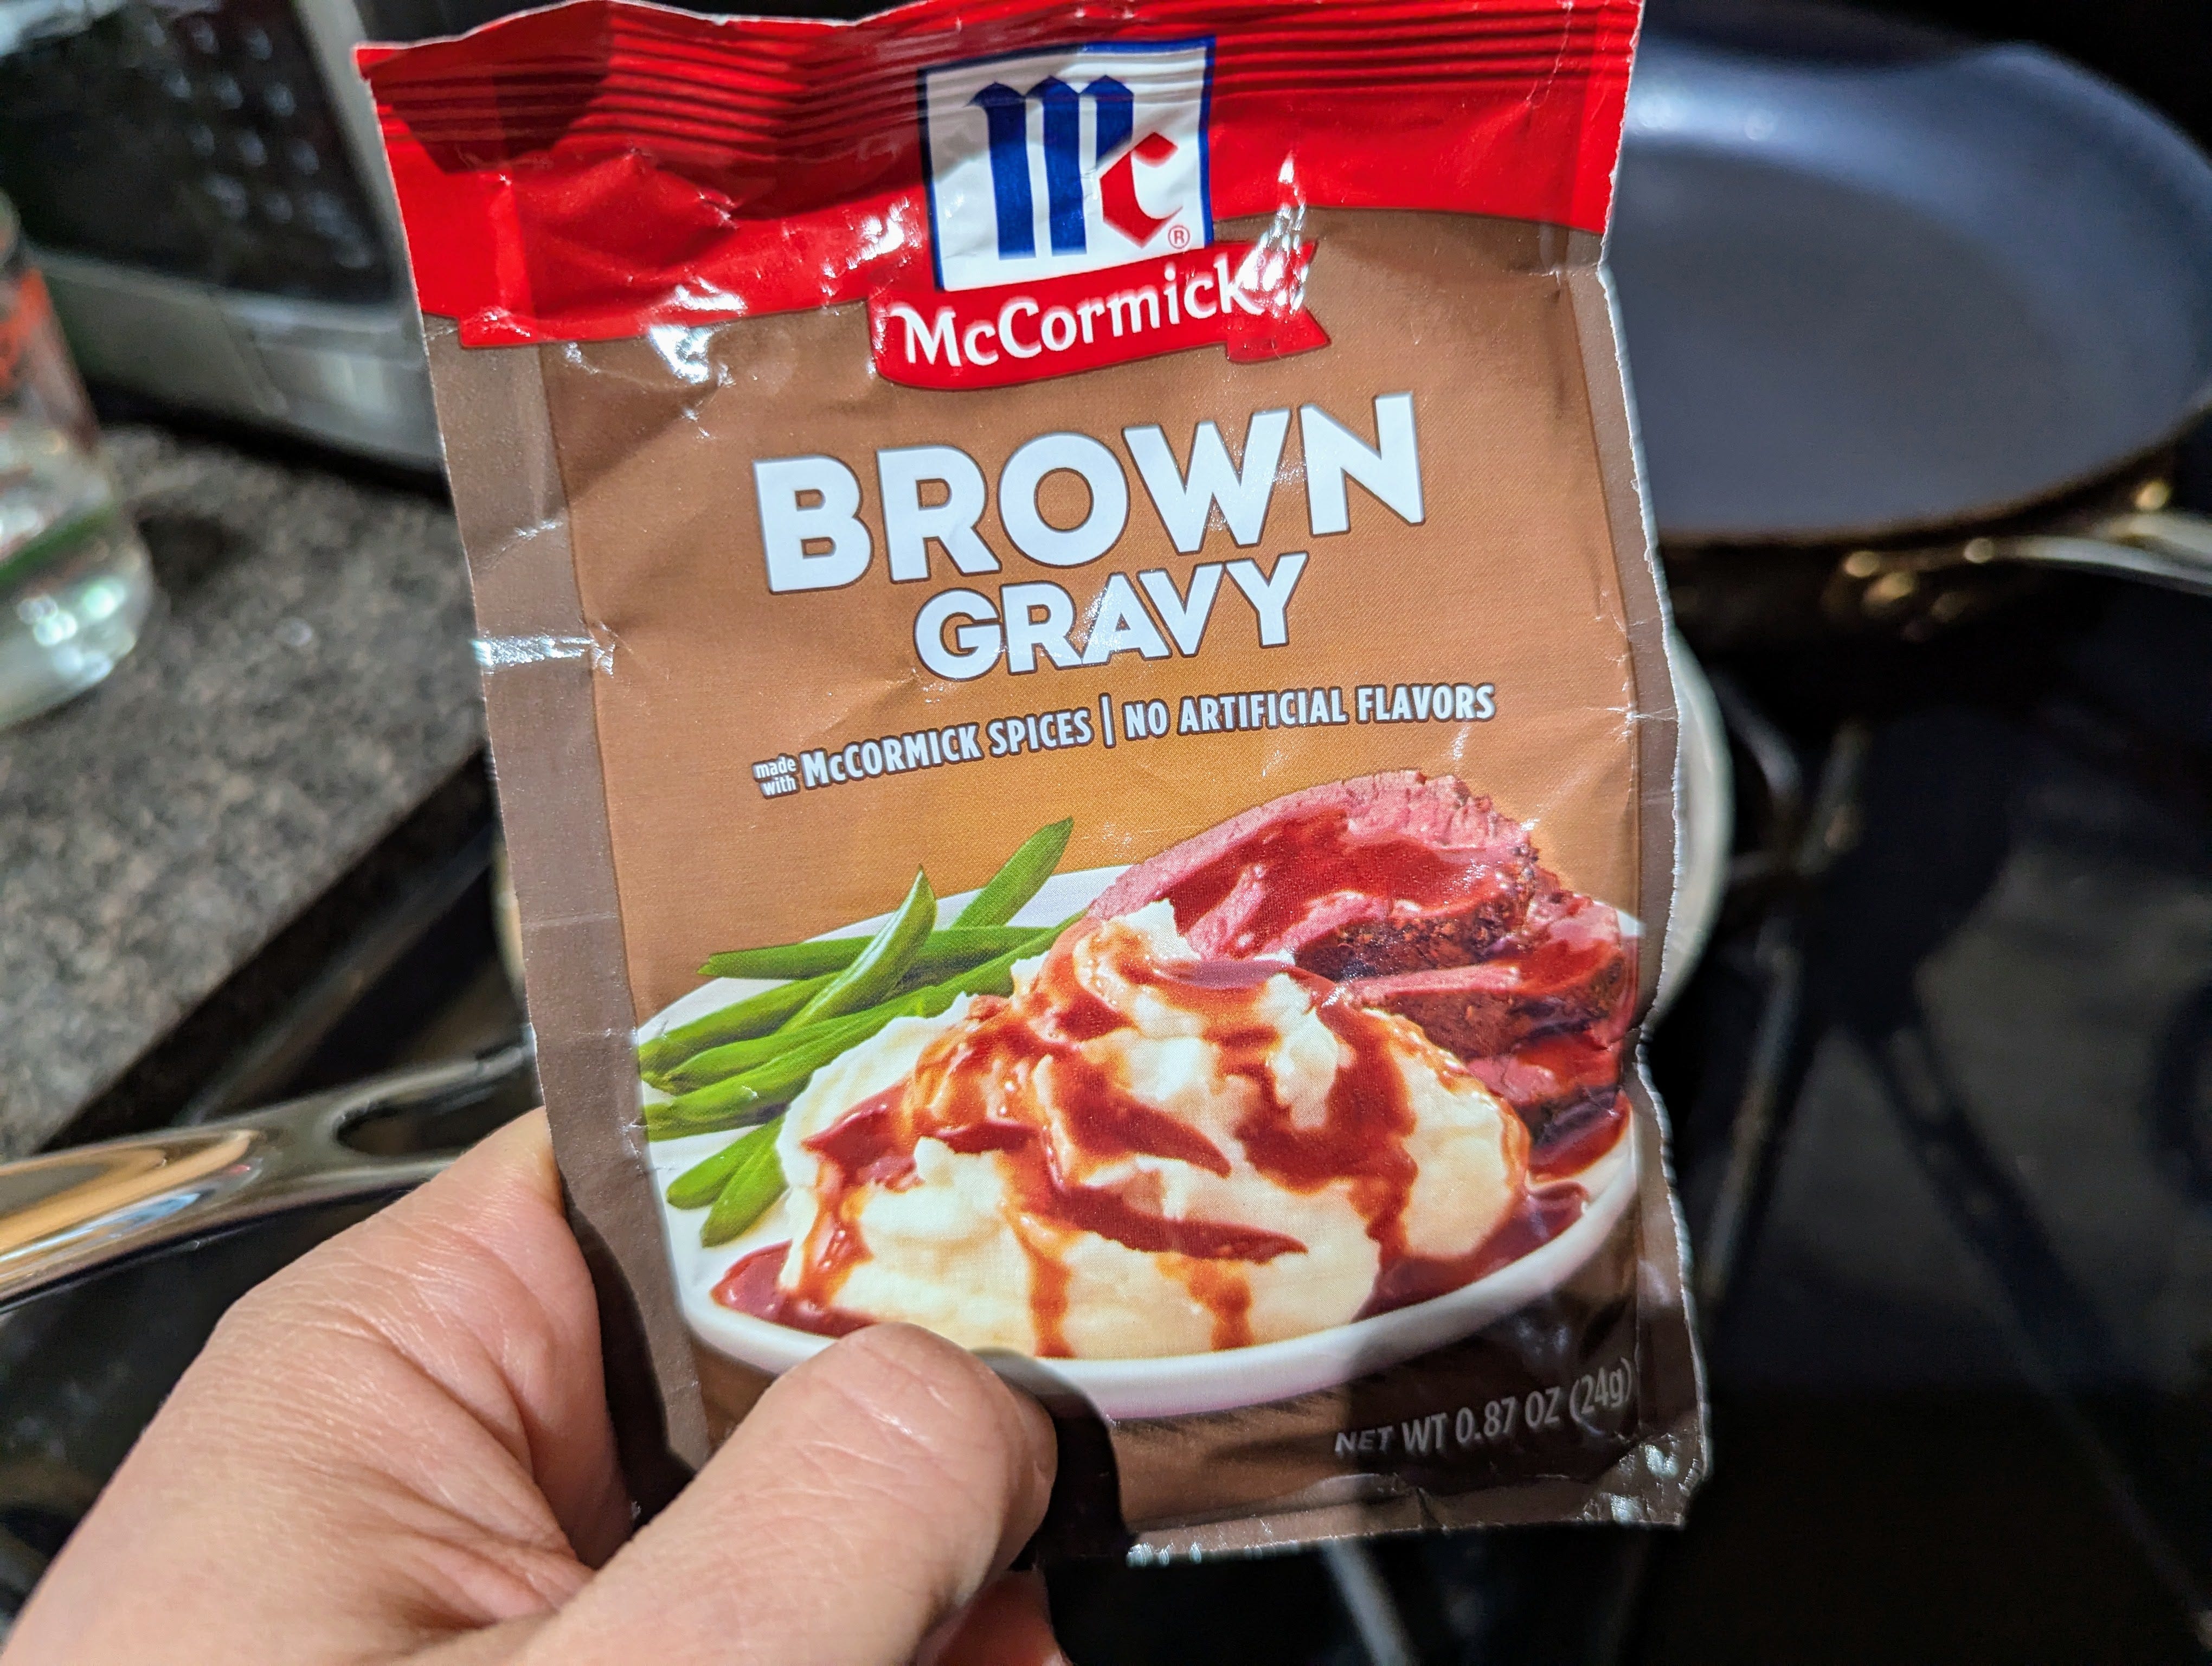 Mc®
McCormick
BROWN
GRAVY
made with McCORMICK SPICES | NO ARTIFICIAL FLAVORS
NET WT 0.87 OZ (24g)